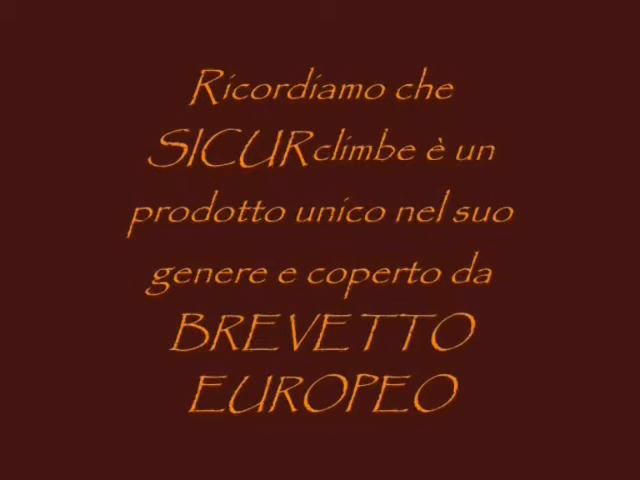 Ricordiamo che
SICURclimbe è un
prodotto unico nel suo
genere e coperto da
BREVETTO
EUROPEO